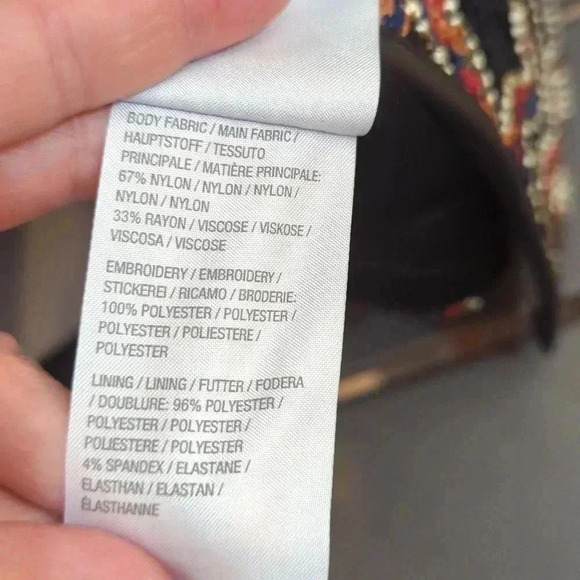 BODY FABRIC / MAIN FABRIC /
HAUPTSTOFF / TESSUTO
PRINCIPALE / MATIÈRE PRINCIPALE:
67% NYLON / NYLON / NYLON /
NYLON / NYLON
33% RAYON / VISCOSE / VISKOSE /
VISCOSA / VISCOSE
EMBROIDERY / EMBROIDERY /
STICKEREI / RICAMO / BRODERIE:
100% POLYESTER / POLYESTER /
POLYESTER / POLIESTERE /
POLYESTER
LINING / LINING / FUTTER / FODERA
/ DOUBLURE: 96% POLYESTER /
POLYESTER / POLYESTER /
POLIESTERE / POLYESTER
4% SPANDEX / ELASTANE /
ELASTHAN / ELASTAN /
ÉLASTHANNE